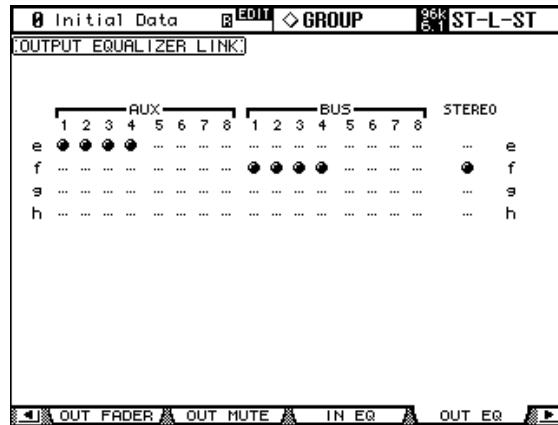 0 Initial Data R EDIT ◇ GROUP 96k 6.1 ST-L-ST
OUTPUT EQUALIZER LINK
AUX BUS STEREO
1 2 3 4 5 6 7 8 1 2 3 4 5 6 7 8
e e
f f
g g
h h
OUT FADER OUT MUTE IN EQ OUT EQ